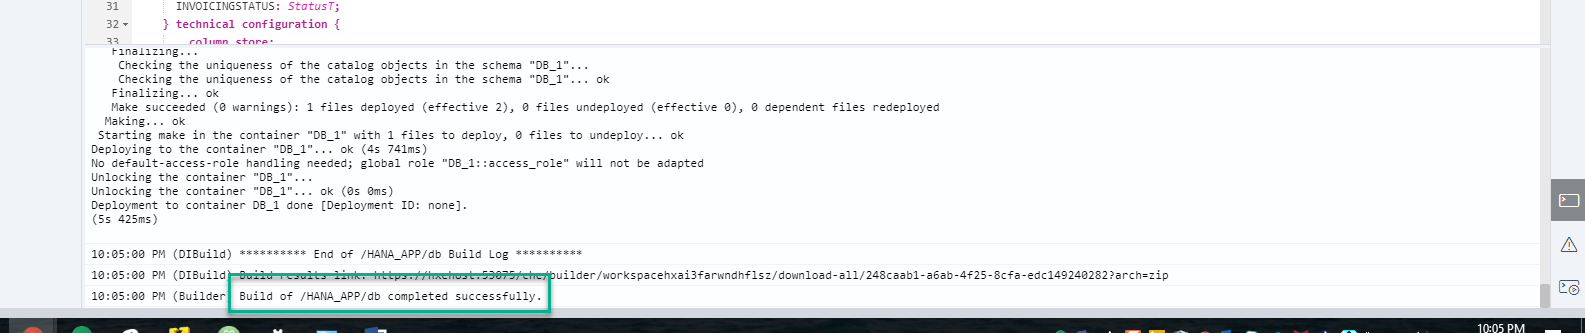 31 INVOICINGSTATUS: StatusT;
32 } technical configuration {
33 column store;
Finalizing...
Checking the uniqueness of the catalog objects in the schema "DB_1"...
Checking the uniqueness of the catalog objects in the schema "DB_1"... ok
Finalizing... ok
Make succeeded (0 warnings): 1 files deployed (effective 2), 0 files undeployed (effective 0), 0 dependent files redeployed
Making... ok
Starting make in the container "DB_1" with 1 files to deploy, 0 files to undeploy... ok
Deploying to the container "DB_1"... ok (4s 741ms)
No default-access-role handling needed; global role "DB_1::access_role" will not be adapted
Unlocking the container "DB_1"...
Unlocking the container "DB_1"... ok (0s 0ms)
Deployment to container DB_1 done [Deployment ID: none].
(5s 425ms)
10:05:00 PM (DIBuild) ********** End of /HANA_APP/db Build Log **********
10:05:00 PM (DIBuild) Build results link: https://hxehost:53075/che/builder/workspacehxai3farwndhflsz/download-all/248caab1-a6ab-4f25-8cfa-edc149240282?arch=zip
10:05:00 PM (Builder) Build of /HANA_APP/db completed successfully.
10:05 PM